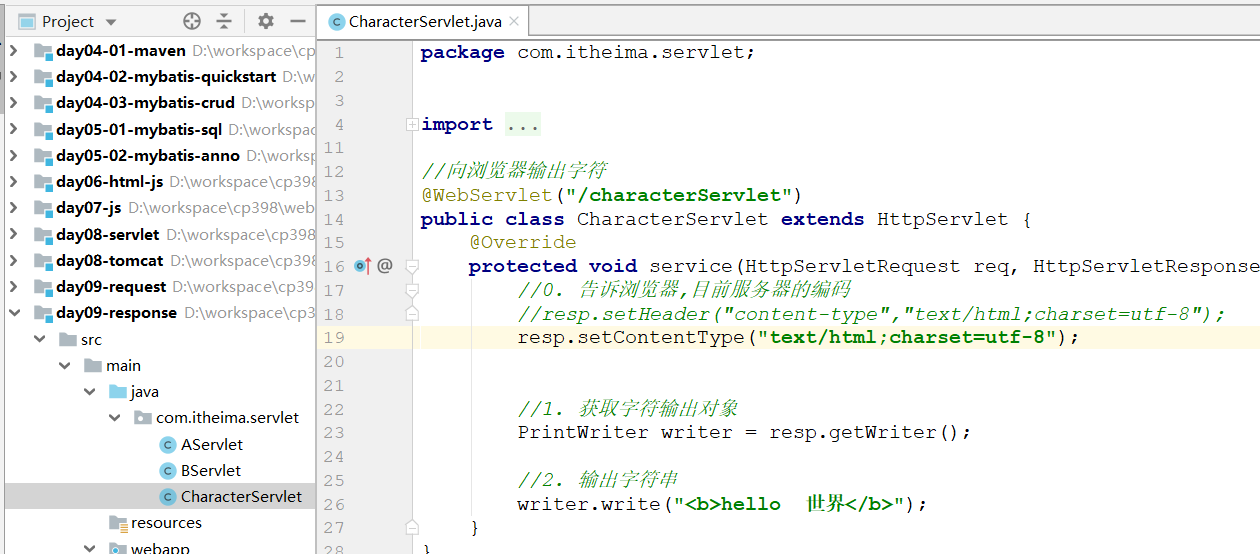 Project
day04-01-maven D:\workspace\cp
day04-02-mybatis-quickstart D:\w
day04-03-mybatis-crud D:\worksp
day05-01-mybatis-sql D:\workspac
day05-02-mybatis-anno D:\worksp
day06-html-js D:\workspace\cp398
day07-js D:\workspace\cp398\web
day08-servlet D:\workspace\cp398
day08-tomcat D:\workspace\cp398
day09-request D:\workspace\cp39
day09-response D:\workspace\cp3
src
main
java
com.itheima.servlet
AServlet
BServlet
CharacterServlet
resources
webapp
CharacterServlet.java
1 package com.itheima.servlet;
2
3
4 import ...
11
12 //向浏览器输出字符
13 @WebServlet("/characterServlet")
14 public class CharacterServlet extends HttpServlet {
15 @Override
16 @ protected void service(HttpServletRequest req, HttpServletResponse
17 //0. 告诉浏览器,目前服务器的编码
18 //resp.setHeader("content-type","text/html;charset=utf-8");
19 resp.setContentType("text/html;charset=utf-8");
20
21
22 //1. 获取字符输出对象
23 PrintWriter writer = resp.getWriter();
24
25 //2. 输出字符串
26 writer.write("<b>hello  世界</b>");
27 }
28 }